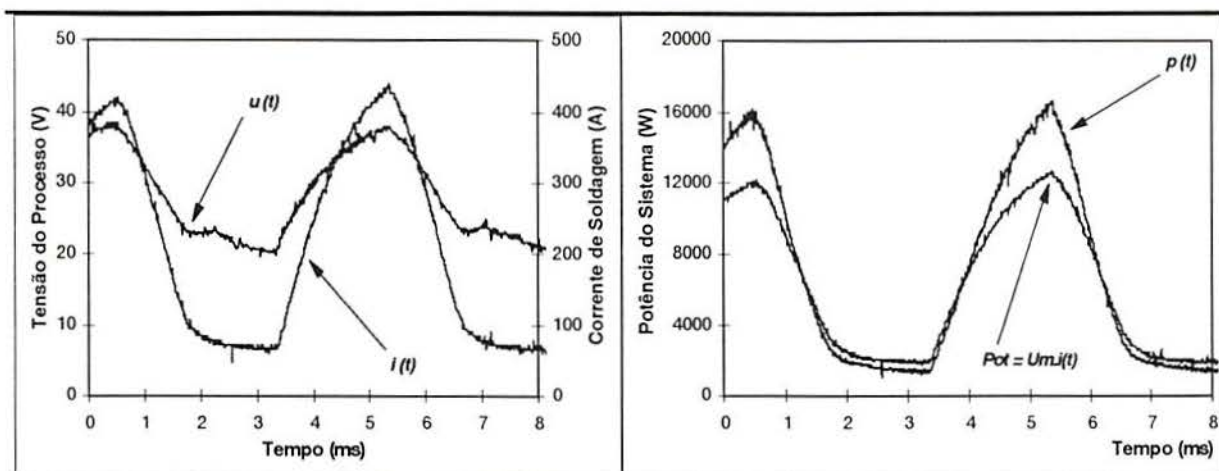 50
40
30
20
10
0
Tensão do Processo (V)
500
400
300
200
100
0
Corrente de Soldagem (A)
u (t)
i (t)
0 1 2 3 4 5 6 7 8
Tempo (ms)
20000
16000
12000
8000
4000
0
Potência do Sistema (W)
p (t)
Pot = Um.i(t)
0 1 2 3 4 5 6 7 8
Tempo (ms)